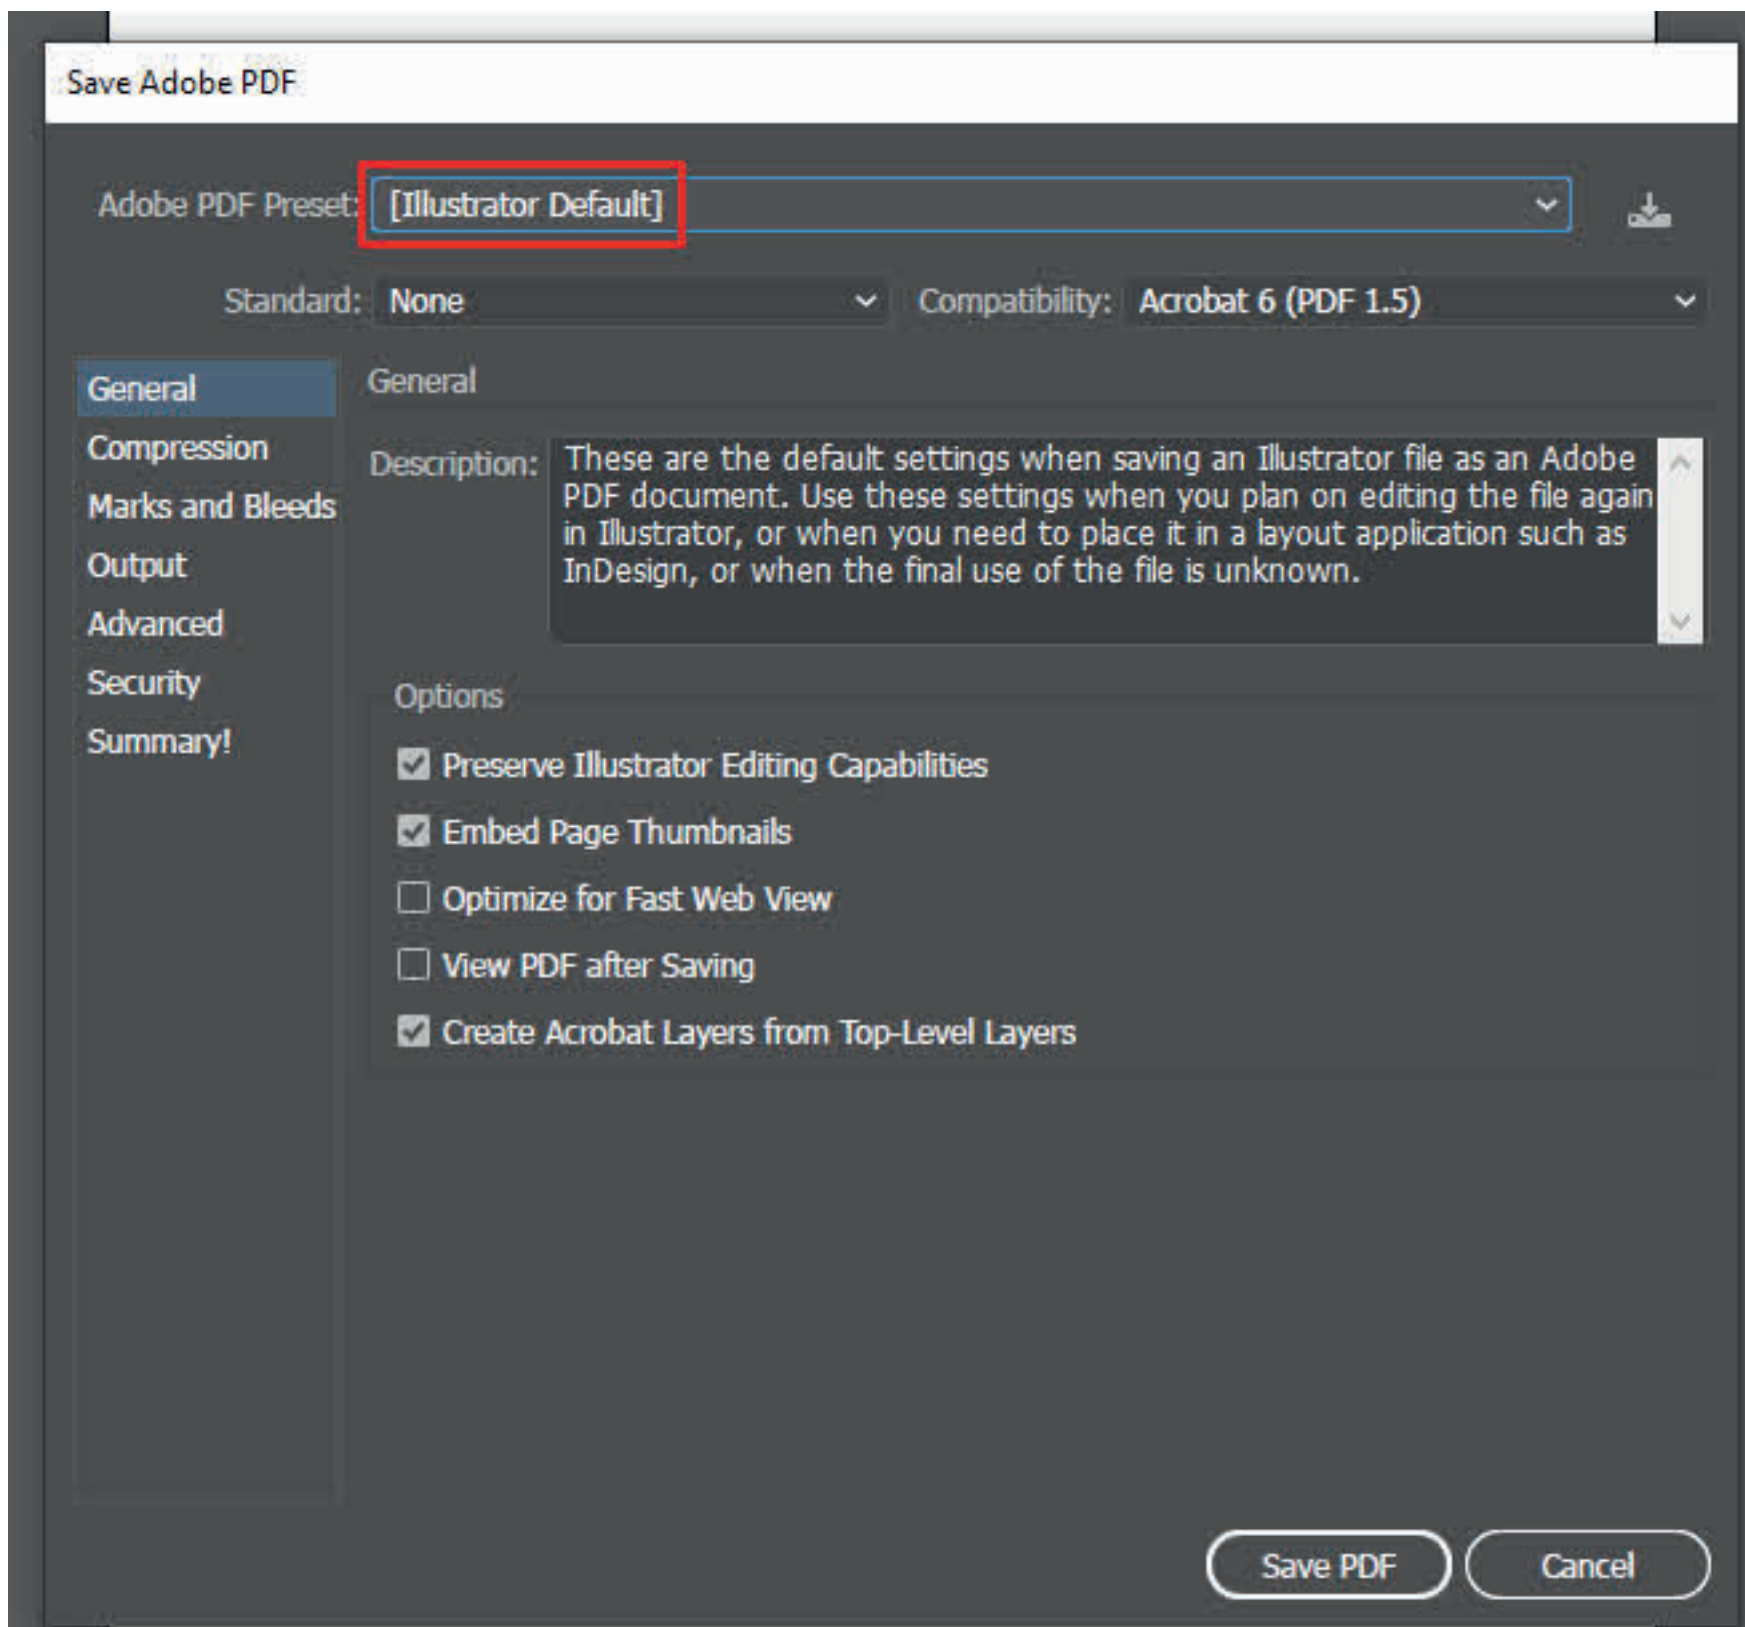 Save Adobe PDF
Adobe PDF Preset: [Illustrator Default]
Standard: None Compatibility: Acrobat 6 (PDF 1.5)
General
Compression
Marks and Bleeds
Output
Advanced
Security
Summary!
General
Description: These are the default settings when saving an Illustrator file as an Adobe
PDF document. Use these settings when you plan on editing the file again
in Illustrator, or when you need to place it in a layout application such as
InDesign, or when the final use of the file is unknown.
Options
Preserve Illustrator Editing Capabilities
Embed Page Thumbnails
Optimize for Fast Web View
View PDF after Saving
Create Acrobat Layers from Top-Level Layers
Save PDF Cancel